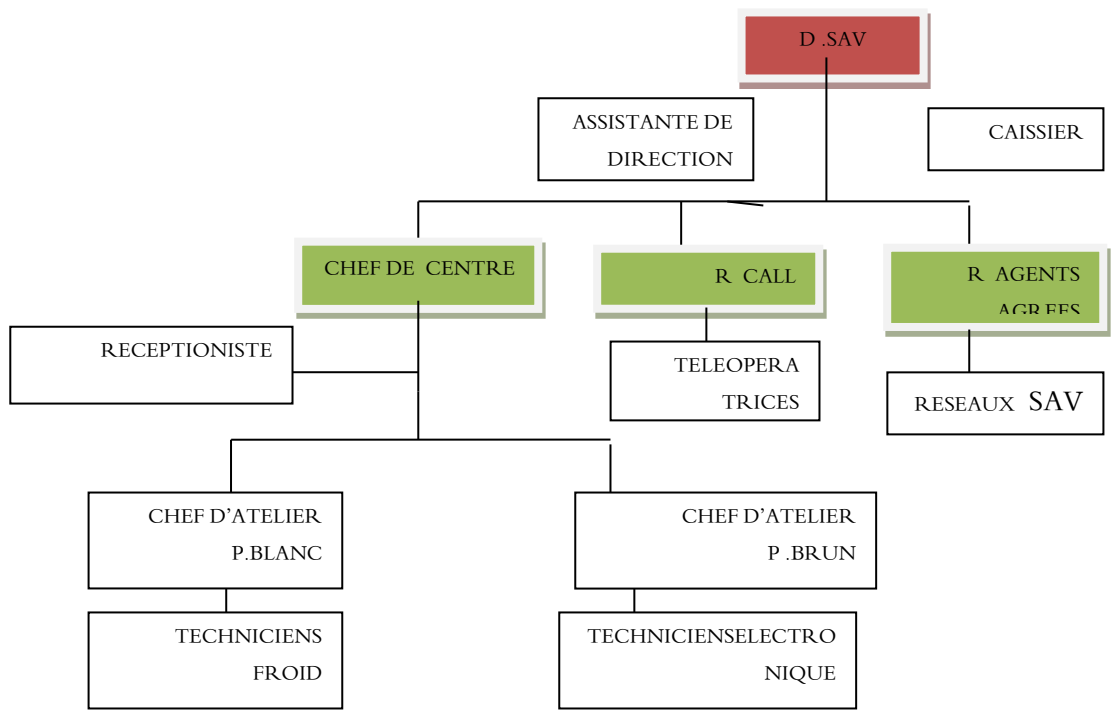 D .SAV
ASSISTANTE DE
DIRECTION
CAISSIER
CHEF DE CENTRE
R CALL
R AGENTS
AGREES
RECEPTIONISTE
TELEOPERA
TRICES
RESEAUX SAV
CHEF D'ATELIER
P.BLANC
CHEF D'ATELIER
P .BRUN
TECHNICIENS
FROID
TECHNICIENSELECTRO
NIQUE